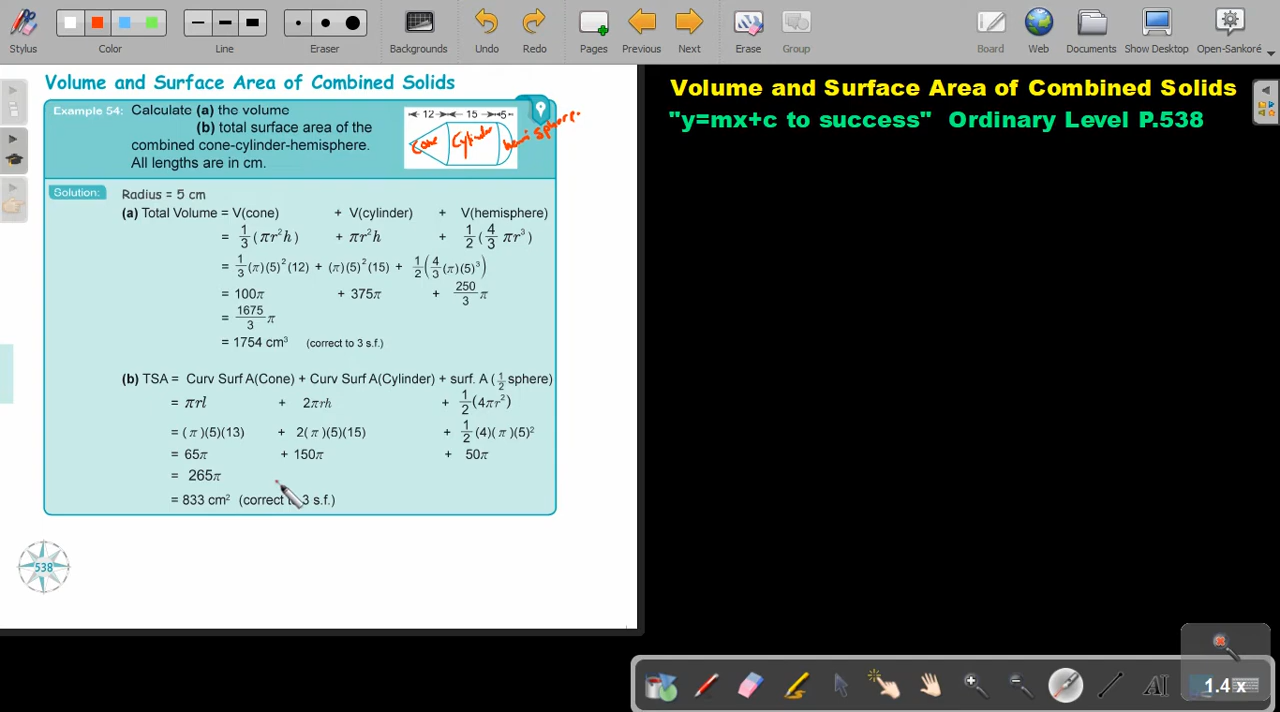 Stylus Color Line Eraser Backgrounds Undo Redo Pages Previous Next Erase Group Board Web Documents Show Desktop Open-Sankoré
Volume and Surface Area of Combined Solids
Example 54: Calculate (a) the volume
(b) total surface area of the
combined cone-cylinder-hemisphere.
All lengths are in cm.
12 15 5
Cone Cylinder hemisphere.
Solution: Radius = 5 cm
(a) Total Volume = V(cone) + V(cylinder) + V(hemisphere)
= 1/3 (πr²h) + πr²h + 1/2 (4/3 πr³)
= 1/3 (π)(5)²(12) + (π)(5)²(15) + 1/2 (4/3 (π)(5)³)
= 100π + 375π + 250/3 π
= 1675/3 π
= 1754 cm³ (correct to 3 s.f.)
(b) TSA = Curv Surf A(Cone) + Curv Surf A(Cylinder) + surf. A (1/2 sphere)
= πrl + 2πrh + 1/2 (4πr²)
= (π)(5)(13) + 2(π)(5)(15) + 1/2 (4)(π)(5)²
= 65π + 150π + 50π
= 265π
= 833 cm² (correct to 3 s.f.)
538
Volume and Surface Area of Combined Solids
"y=mx+c to success" Ordinary Level P.538
1.4 x